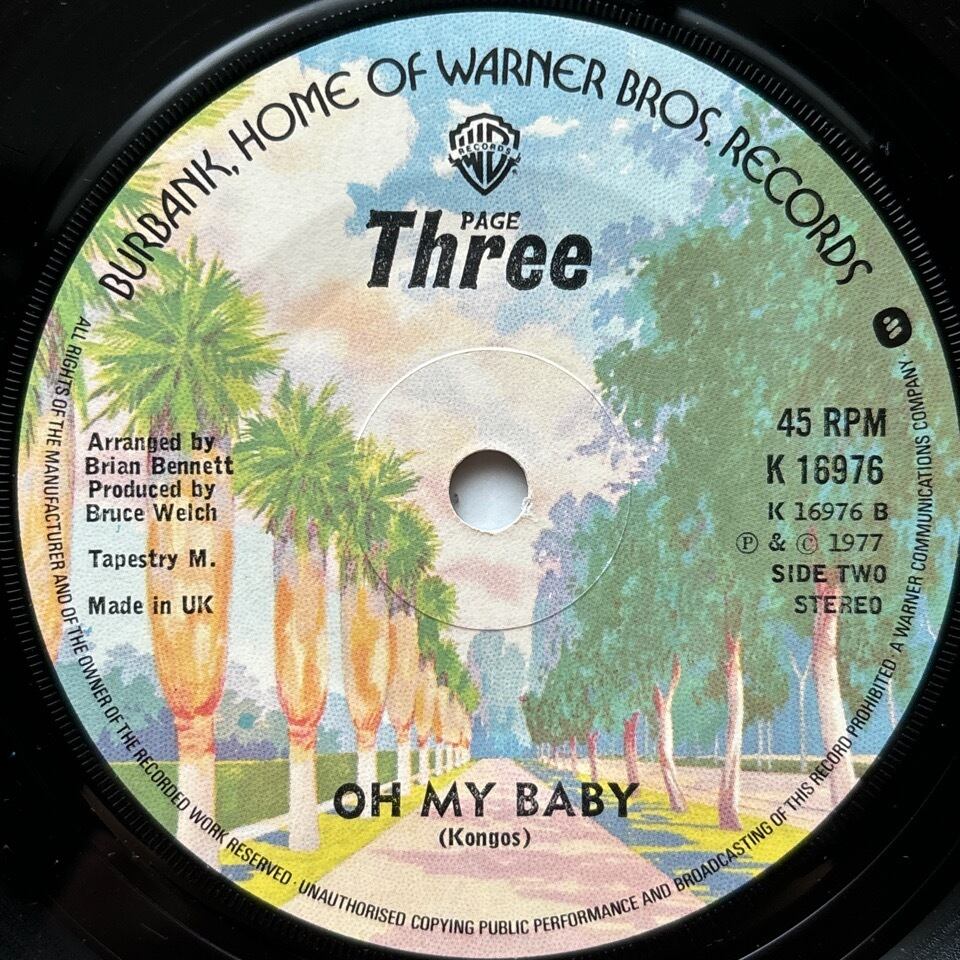 BURBANK, HOME OF WARNER BROS. RECORDS
WB
RECORDS
®
PAGE
Three
Arranged by
Brian Bennett
Produced by
Bruce Welch
Tapestry M.
Made in UK
45 RPM
K 16976
K 16976 B
Ⓟ & © 1977
SIDE TWO
STEREO
OH MY BABY
(Kongos)
ALL RIGHTS OF THE MANUFACTURER AND OF THE OWNER OF THE RECORDED WORK RESERVED · UNAUTHORISED COPYING PUBLIC PERFORMANCE AND BROADCASTING OF THIS RECORD PROHIBITED · A WARNER COMMUNICATIONS COMPANY ·